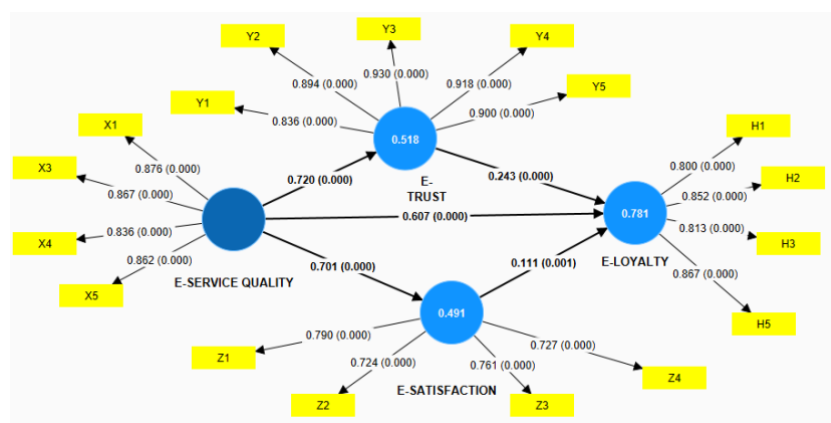 Y3
Y2
Y4
0.930 (0.000)
0.894 (0.000)
0.918 (0.000)
Y5
Y1
0.900 (0.000)
X1
0.836 (0.000)
H1
0.518
0.876 (0.000)
0.800 (0.000)
X3
E-
TRUST
H2
0.720 (0.000)
0.243 (0.000)
0.867 (0.000)
0.852 (0.000)
0.781
0.607 (0.000)
0.813 (0.000)
X4
0.836 (0.000)
H3
0.862 (0.000)
E-LOYALTY
0.701 (0.000)
0.111 (0.001)
0.867 (0.000)
E-SERVICE QUALITY
X5
0.491
H5
0.790 (0.000)
0.727 (0.000)
Z1
0.724 (0.000)
0.761 (0.000)
Z4
E-SATISFACTION
Z2
Z3